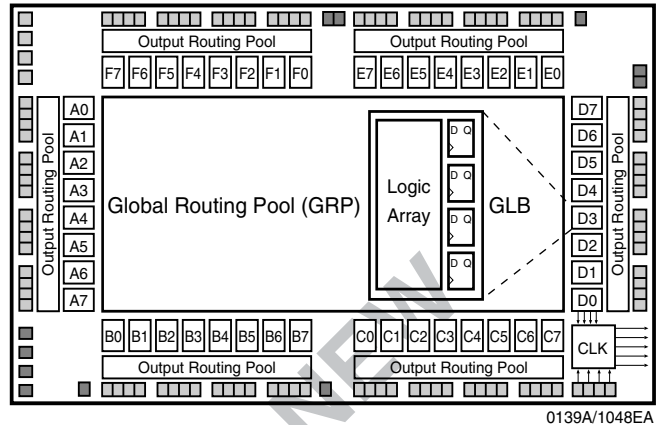 Output Routing Pool
Output Routing Pool
F7 F6 F5 F4 F3 F2 F1 F0
E7 E6 E5 E4 E3 E2 E1 E0
Output Routing Pool
A0
A1
A2
A3
A4
A5
A6
A7
Global Routing Pool (GRP)
Logic
Array
D Q
D Q
D Q
D Q
GLB
D7
D6
D5
D4
D3
D2
D1
D0
Output Routing Pool
B0 B1 B2 B3 B4 B5 B6 B7
C0 C1 C2 C3 C4 C5 C6 C7
CLK
Output Routing Pool
Output Routing Pool
NEW
0139A/1048EA